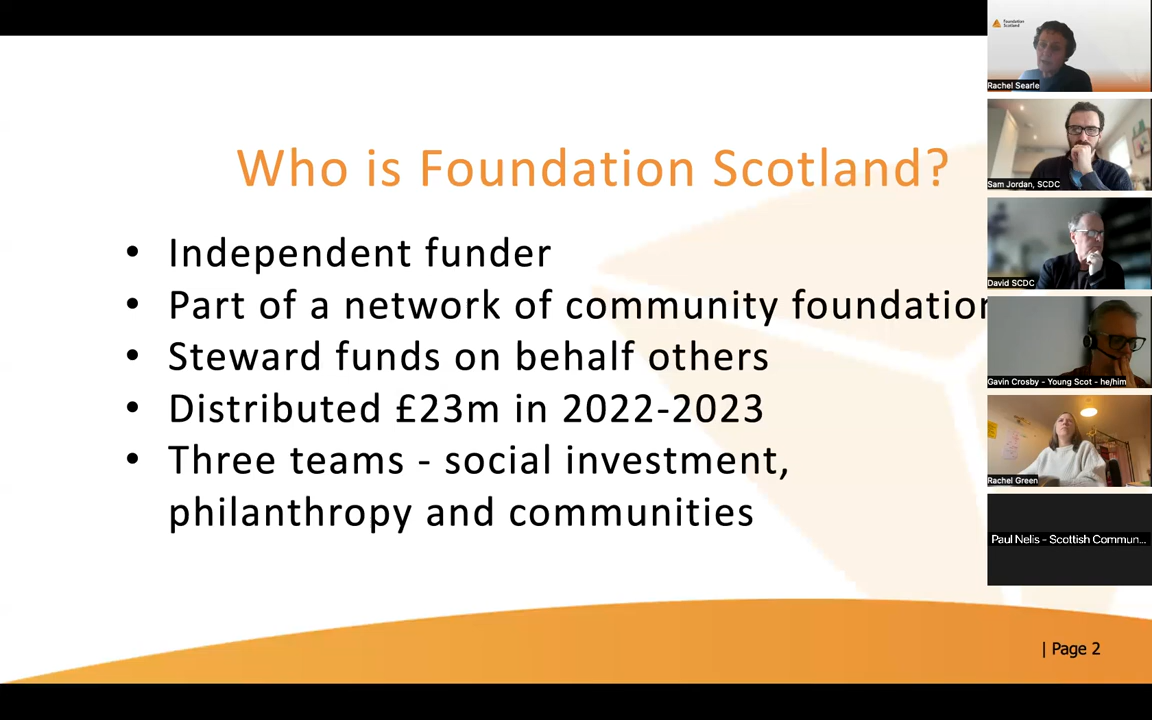 Who is Foundation Scotland?
• Independent funder
• Part of a network of community foundation
• Steward funds on behalf others
• Distributed £23m in 2022-2023
• Three teams - social investment,
philanthropy and communities
| Page 2
Foundation
Scotland
Rachel Searle
Sam Jordan, SCDC
David SCDC
Gavin Crosby - Young Scot - he/him
Rachel Green
Paul Nelis - Scottish Commun...